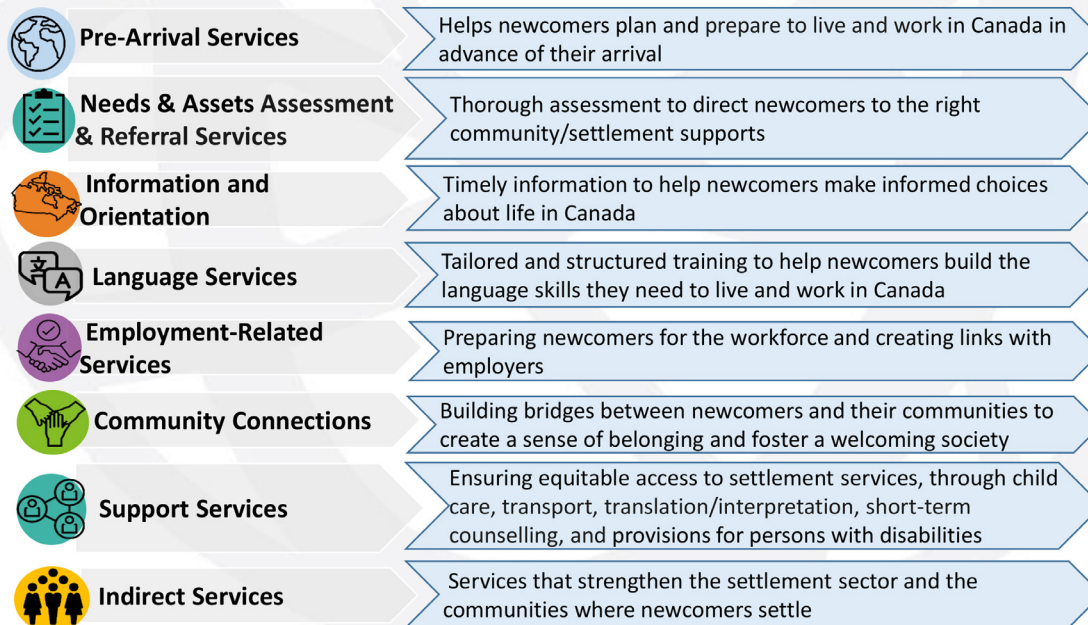 Pre-Arrival Services
Helps newcomers plan and prepare to live and work in Canada in
advance of their arrival
Needs & Assets Assessment
& Referral Services
Thorough assessment to direct newcomers to the right
community/settlement supports
Information and
Orientation
Timely information to help newcomers make informed choices
about life in Canada
文
A
Language Services
Tailored and structured training to help newcomers build the
language skills they need to live and work in Canada
Employment-Related
Services
Preparing newcomers for the workforce and creating links with
employers
Community Connections
Building bridges between newcomers and their communities to
create a sense of belonging and foster a welcoming society
Support Services
Ensuring equitable access to settlement services, through child
care, transport, translation/interpretation, short-term
counselling, and provisions for persons with disabilities
Indirect Services
Services that strengthen the settlement sector and the
communities where newcomers settle